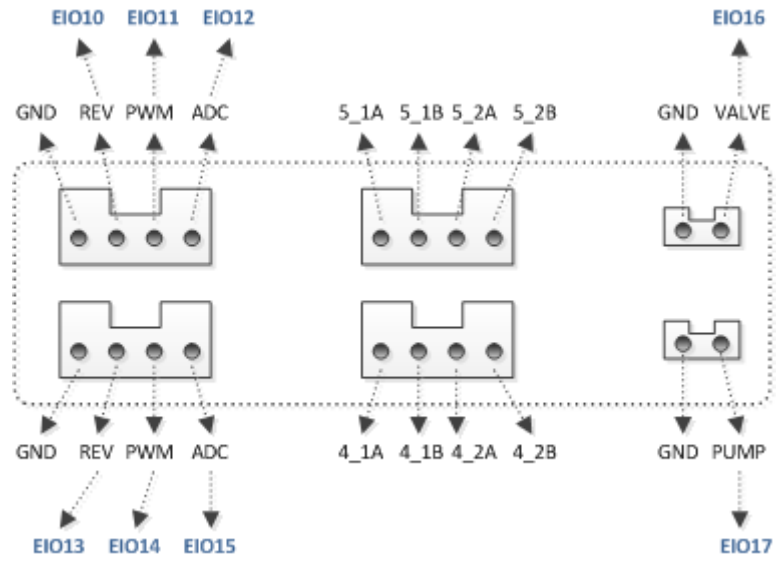 EIO10 EIO11 EIO12 EIO16
GND REV PWM ADC 5_1A 5_1B 5_2A 5_2B GND VALVE
GND REV PWM ADC 4_1A 4_1B 4_2A 4_2B GND PUMP
EIO13 EIO14 EIO15 EIO17